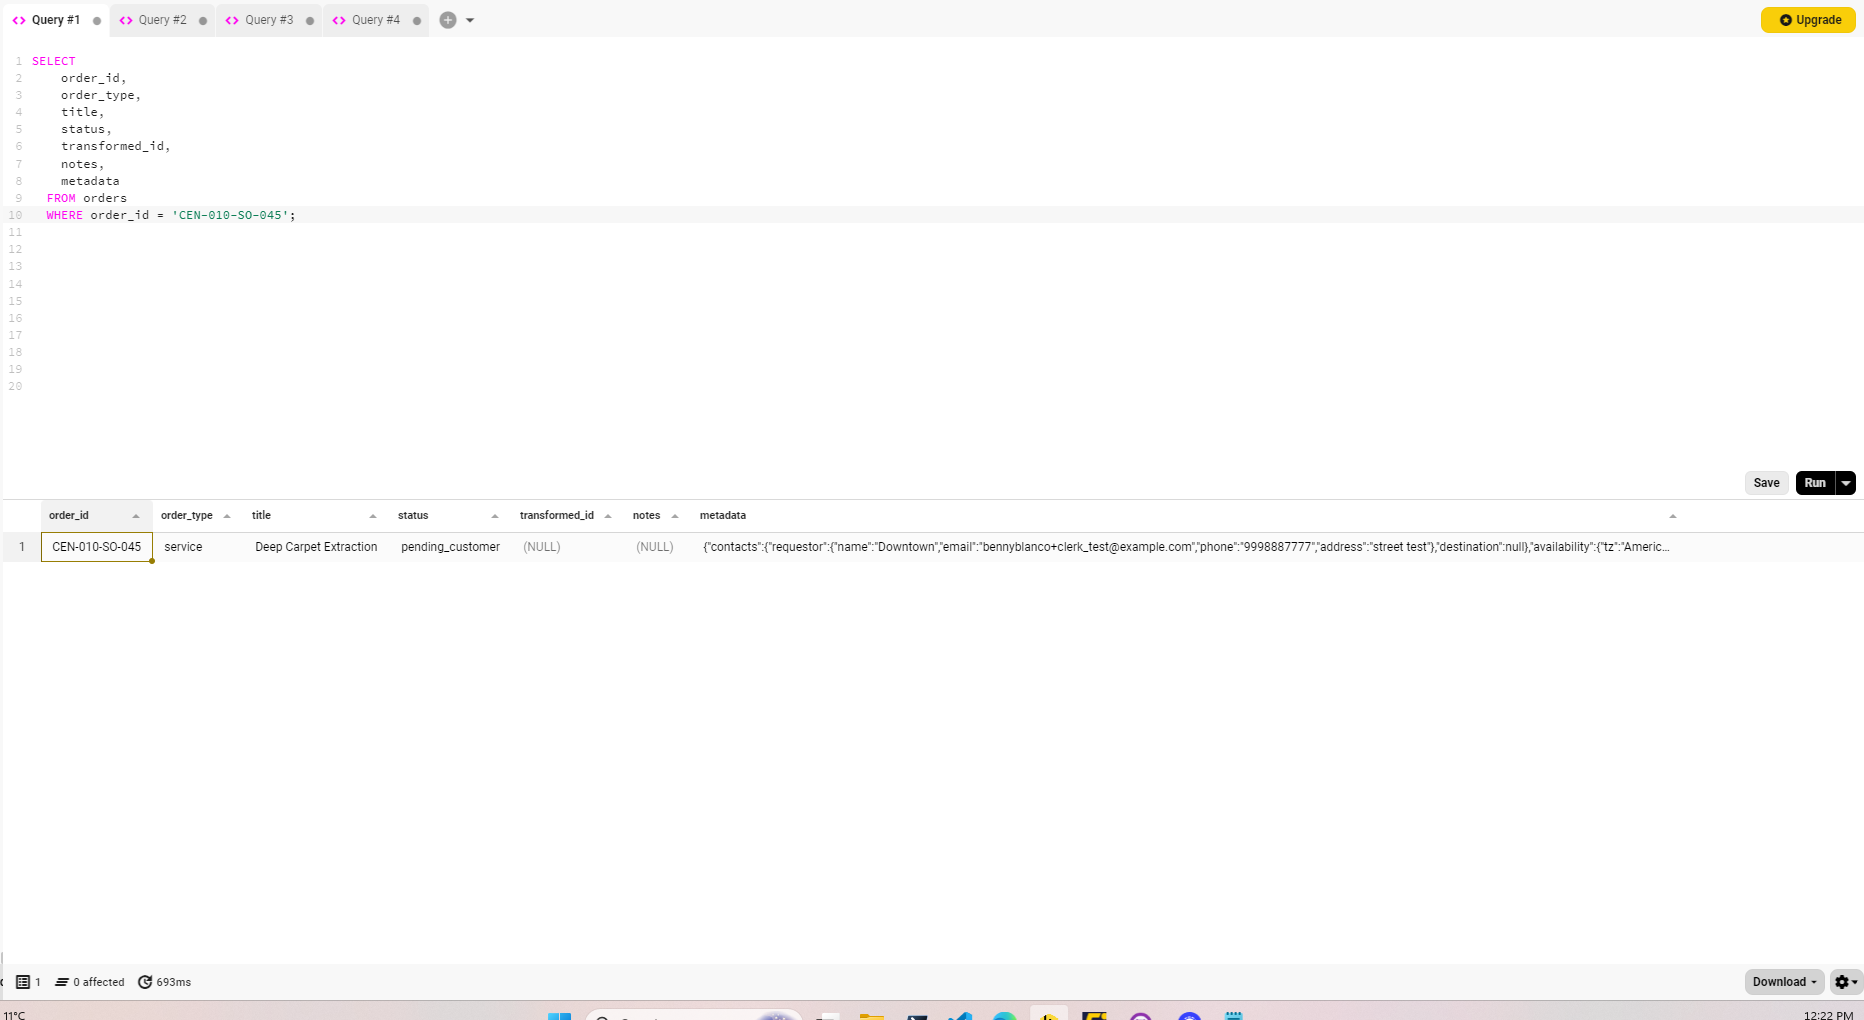 Query #1
Query #2
Query #3
Query #4
Upgrade
1 SELECT
2 order_id,
3 order_type,
4 title,
5 status,
6 transformed_id,
7 notes,
8 metadata
9 FROM orders
10 WHERE order_id = 'CEN-010-SO-045';
11
12
13
14
15
16
17
18
19
20
Save Run
order_id order_type title status transformed_id notes metadata
1 CEN-010-SO-045 service Deep Carpet Extraction pending_customer (NULL) (NULL) {"contacts":{"requestor":{"name":"Downtown","email":"bennyblanco+clerk_test@example.com","phone":"9998887777","address":"street test"},"destination":null},"availability":{"tz":"Americ...
1 0 affected 693ms
Download
11°C
12:22 PM